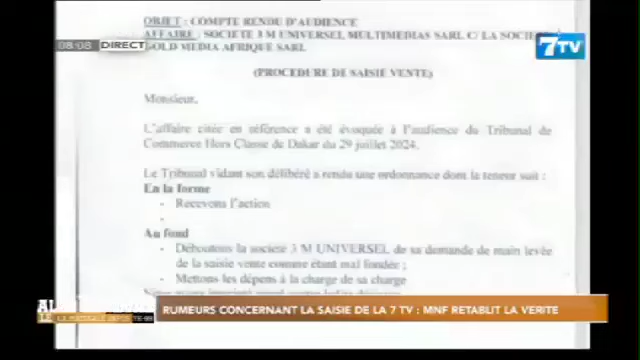 OBJET : COMPTE RENDU D'AUDIENCE
AFFAIRE : SOCIETE 3 M UNIVERSEL MULTIMEDIAS SARL C/ LA SOCIETE
08:08 DIRECT
GOLD MEDIA AFRIQUE SARL
7TV
(PROCEDURE DE SAISIE VENTE)
Monsieur,
L'affaire citée en référence a été évoquée à l'audience du Tribunal de
Commerce Hors Classe de Dakar du 29 juillet 2024.
Le Tribunal vidant son délibéré a rendu une ordonnance dont la teneur suit :
En la forme
- Recevons l'action
-
Au fond
- Déboutons la société 3 M UNIVERSEL de sa demande de main levée
de la saisie vente comme étant mal fondée ;
- Mettons les dépens à la charge de sa charge
RUMEURS CONCERNANT LA SAISIE DE LA 7 TV : MNF RETABLIT LA VERITE